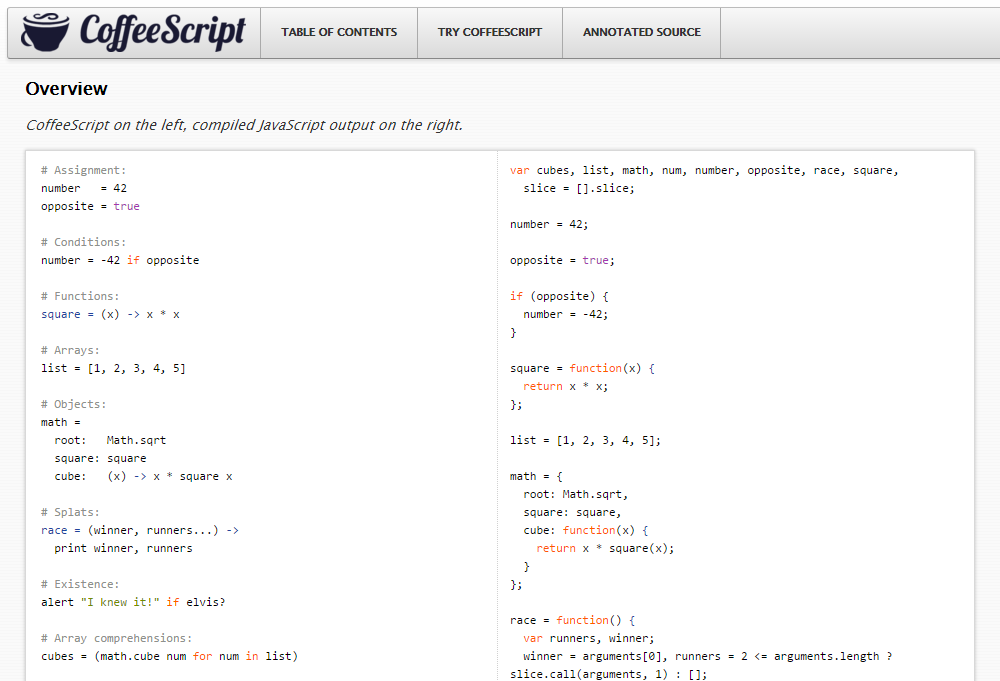 CoffeeScript
TABLE OF CONTENTS
TRY COFFEESCRIPT
ANNOTATED SOURCE
Overview
CoffeeScript on the left, compiled JavaScript output on the right.
# Assignment:
number   = 42
opposite = true

# Conditions:
number = -42 if opposite

# Functions:
square = (x) -> x * x

# Arrays:
list = [1, 2, 3, 4, 5]

# Objects:
math =
  root:   Math.sqrt
  square: square
  cube:   (x) -> x * square x

# Splats:
race = (winner, runners...) ->
  print winner, runners

# Existence:
alert "I knew it!" if elvis?

# Array comprehensions:
cubes = (math.cube num for num in list)
var cubes, list, math, num, number, opposite, race, square,
  slice = [].slice;

number = 42;

opposite = true;

if (opposite) {
  number = -42;
}

square = function(x) {
  return x * x;
};

list = [1, 2, 3, 4, 5];

math = {
  root: Math.sqrt,
  square: square,
  cube: function(x) {
    return x * square(x);
  }
};

race = function() {
  var runners, winner;
  winner = arguments[0], runners = 2 <= arguments.length ?
slice.call(arguments, 1) : [];